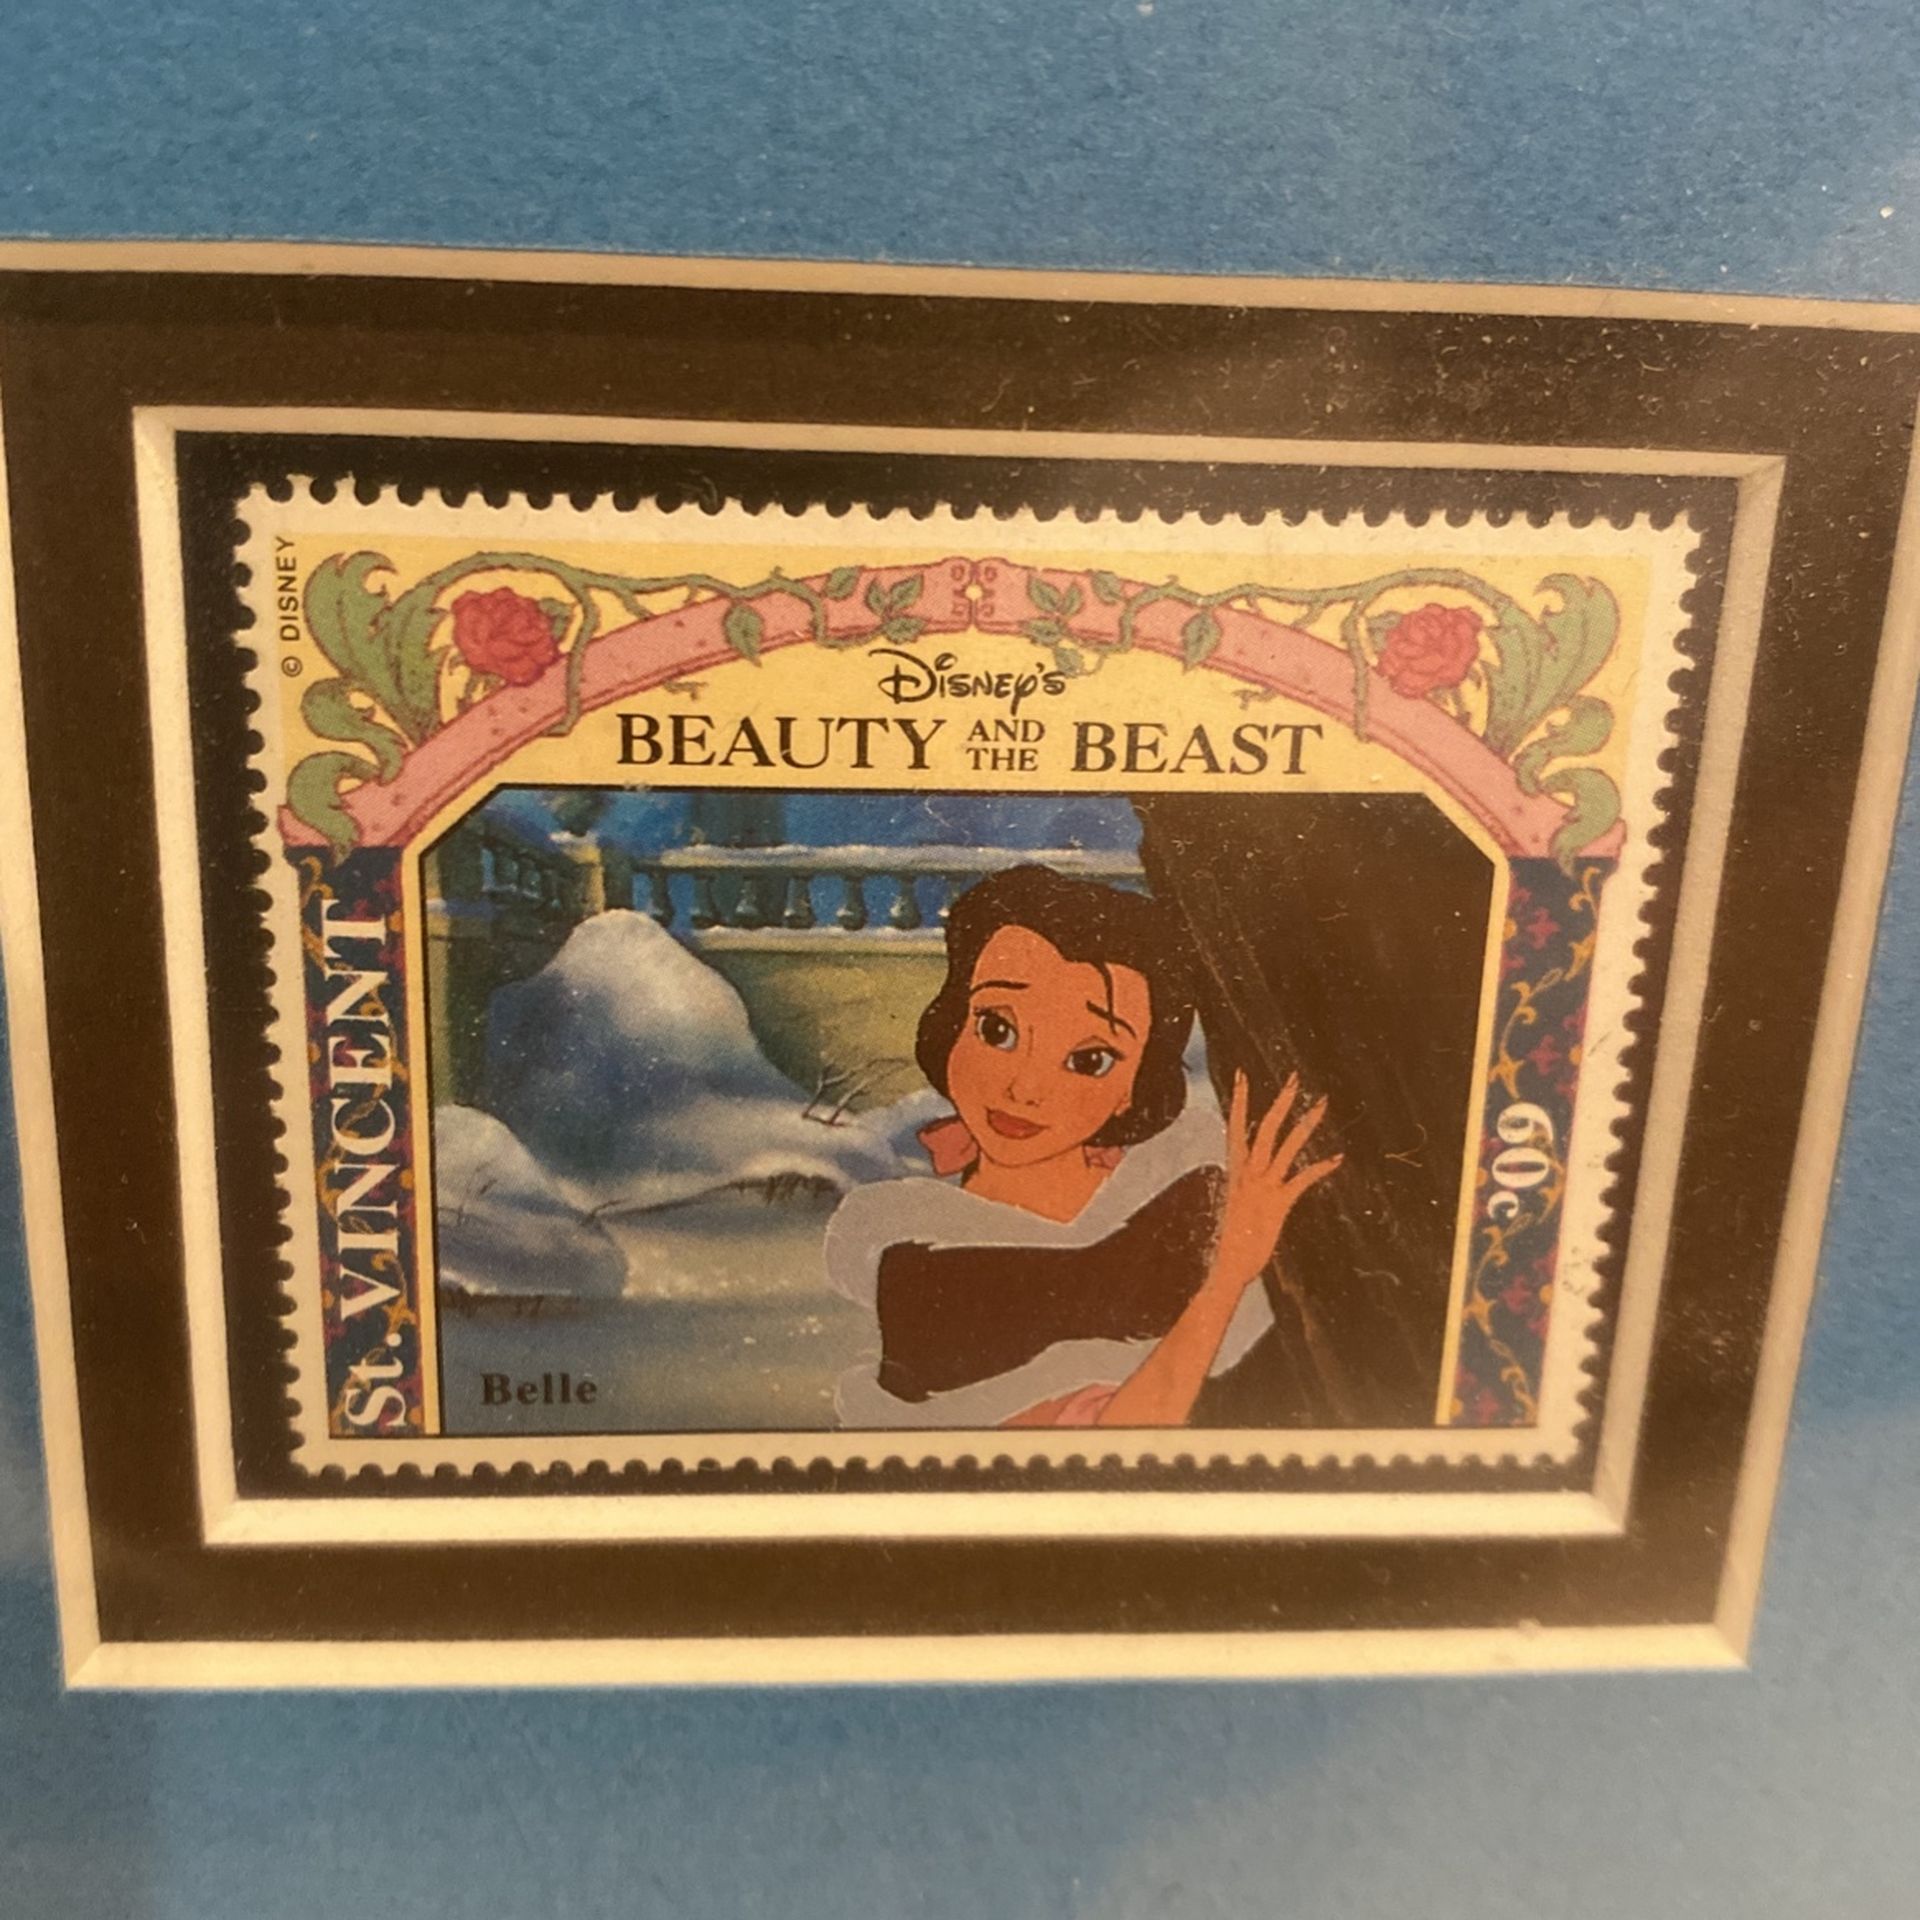 © DISNEY
Disney's
BEAUTY AND THE BEAST
St. VINCENT
60c
Belle